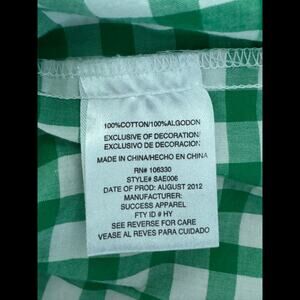 100%COTTON/100%ALGODON
EXCLUSIVE OF DECORATION/
EXCLUSIVO DE DECORACION
MADE IN CHINA/HECHO EN CHINA
RN# 106330
STYLE# SAE006
DATE OF PROD: AUGUST 2012
MANUFACTURER:
SUCCESS APPAREL
FTY ID # HY
SEE REVERSE FOR CARE
VEASE AL REVES PARA CUIDADO